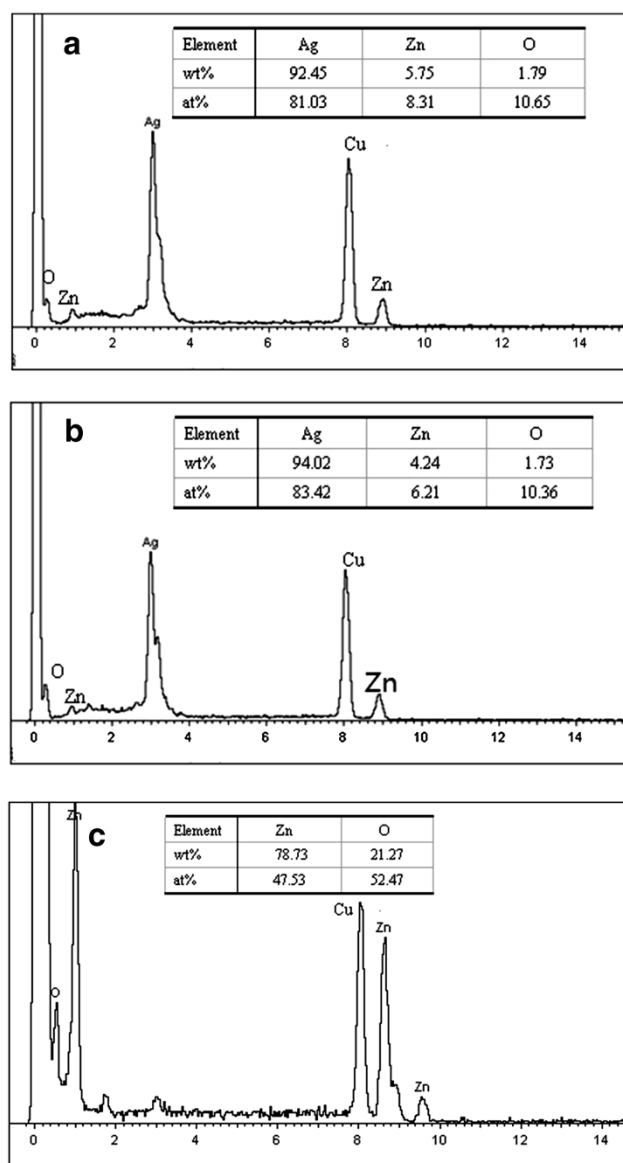 a
Element Ag Zn O
wt% 92.45 5.75 1.79
at% 81.03 8.31 10.65
Ag
Cu
O
Zn
Zn
0 2 4 6 8 10 12 14
b
Element Ag Zn O
wt% 94.02 4.24 1.73
at% 83.42 6.21 10.36
Ag
Cu
O
Zn
Zn
0 2 4 6 8 10 12 14
Zn
c
Element Zn O
wt% 78.73 21.27
at% 47.53 52.47
Cu
Zn
O
Zn
0 2 4 6 8 10 12 14